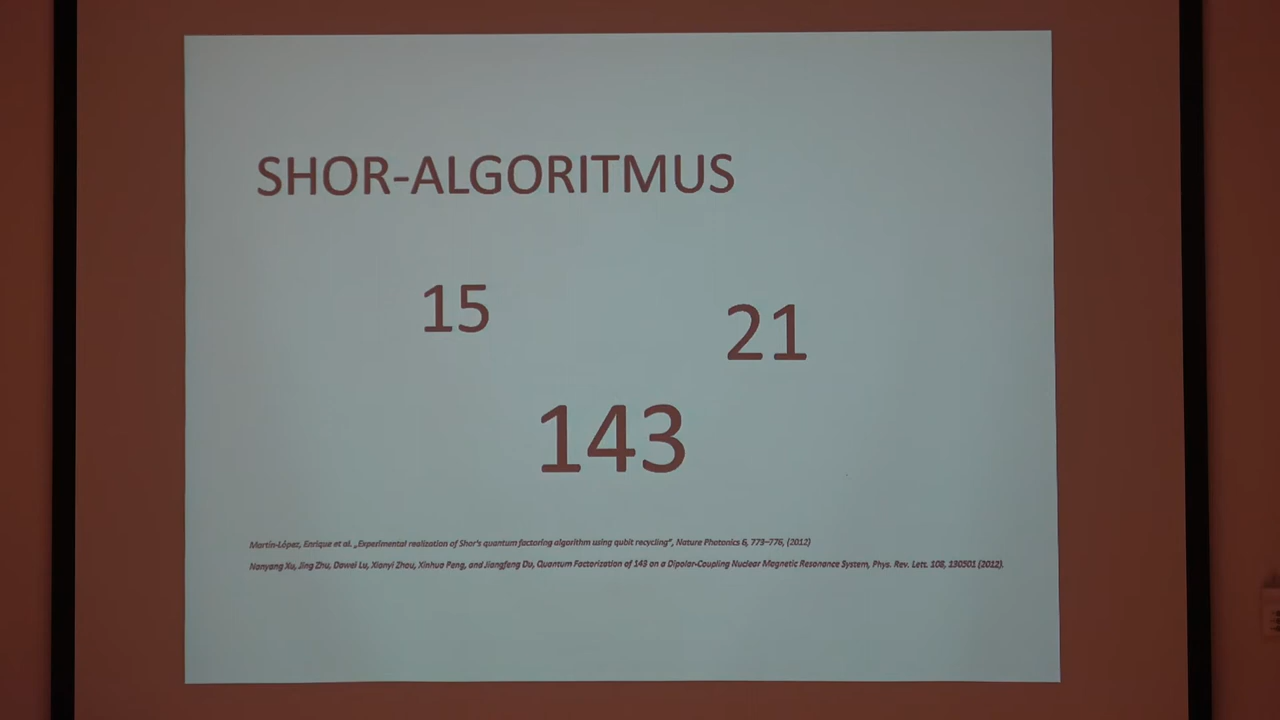 SHOR-ALGORITMUS
15
21
143
Martín-López, Enrique et al. „Experimental realization of Shor's quantum factoring algorithm using qubit recycling”, Nature Photonics 6, 773–776, (2012)
Nanyang Xu, Jing Zhu, Dawei Lu, Xianyi Zhou, Xinhua Peng, and Jiangfeng Du, Quantum Factorization of 143 on a Dipolar-Coupling Nuclear Magnetic Resonance System, Phys. Rev. Lett. 108, 130501 (2012).